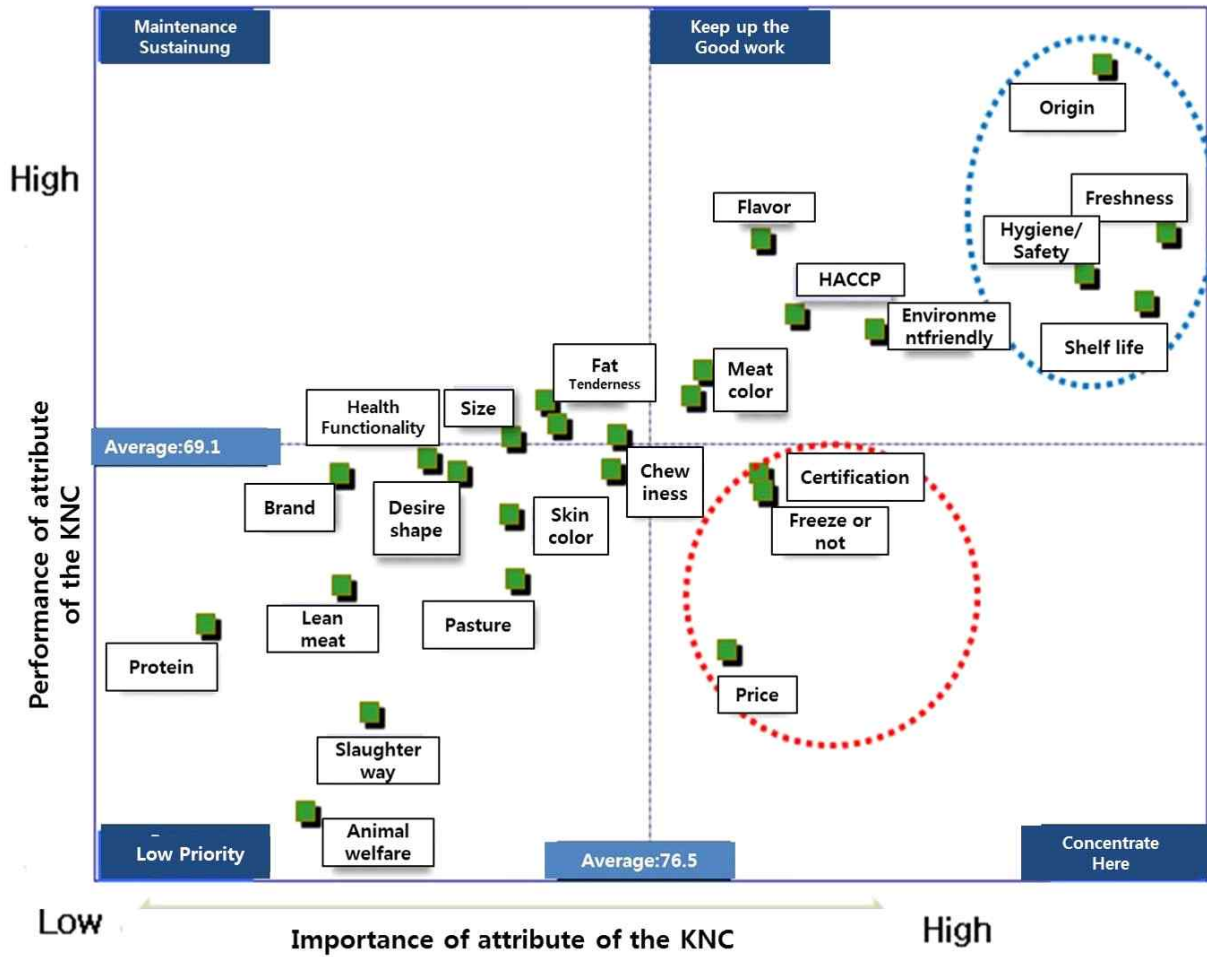 Maintenance
Sustainung
Keep up the
Good work
Origin
High
Freshness
Flavor
Hygiene/
Safety
HACCP
Environme
ntfriendly
Shelf life
Fat
Tenderness
Meat
color
Health
Functionality
Size
Average:69.1
Chew
iness
Certification
Brand
Desire
shape
Skin
color
Freeze or
not
Performance of attribute
of the KNC
Lean
meat
Pasture
Protein
Price
Slaughter
way
Animal
welfare
Low Priority
Average:76.5
Concentrate
Here
Low
Importance of attribute of the KNC
High